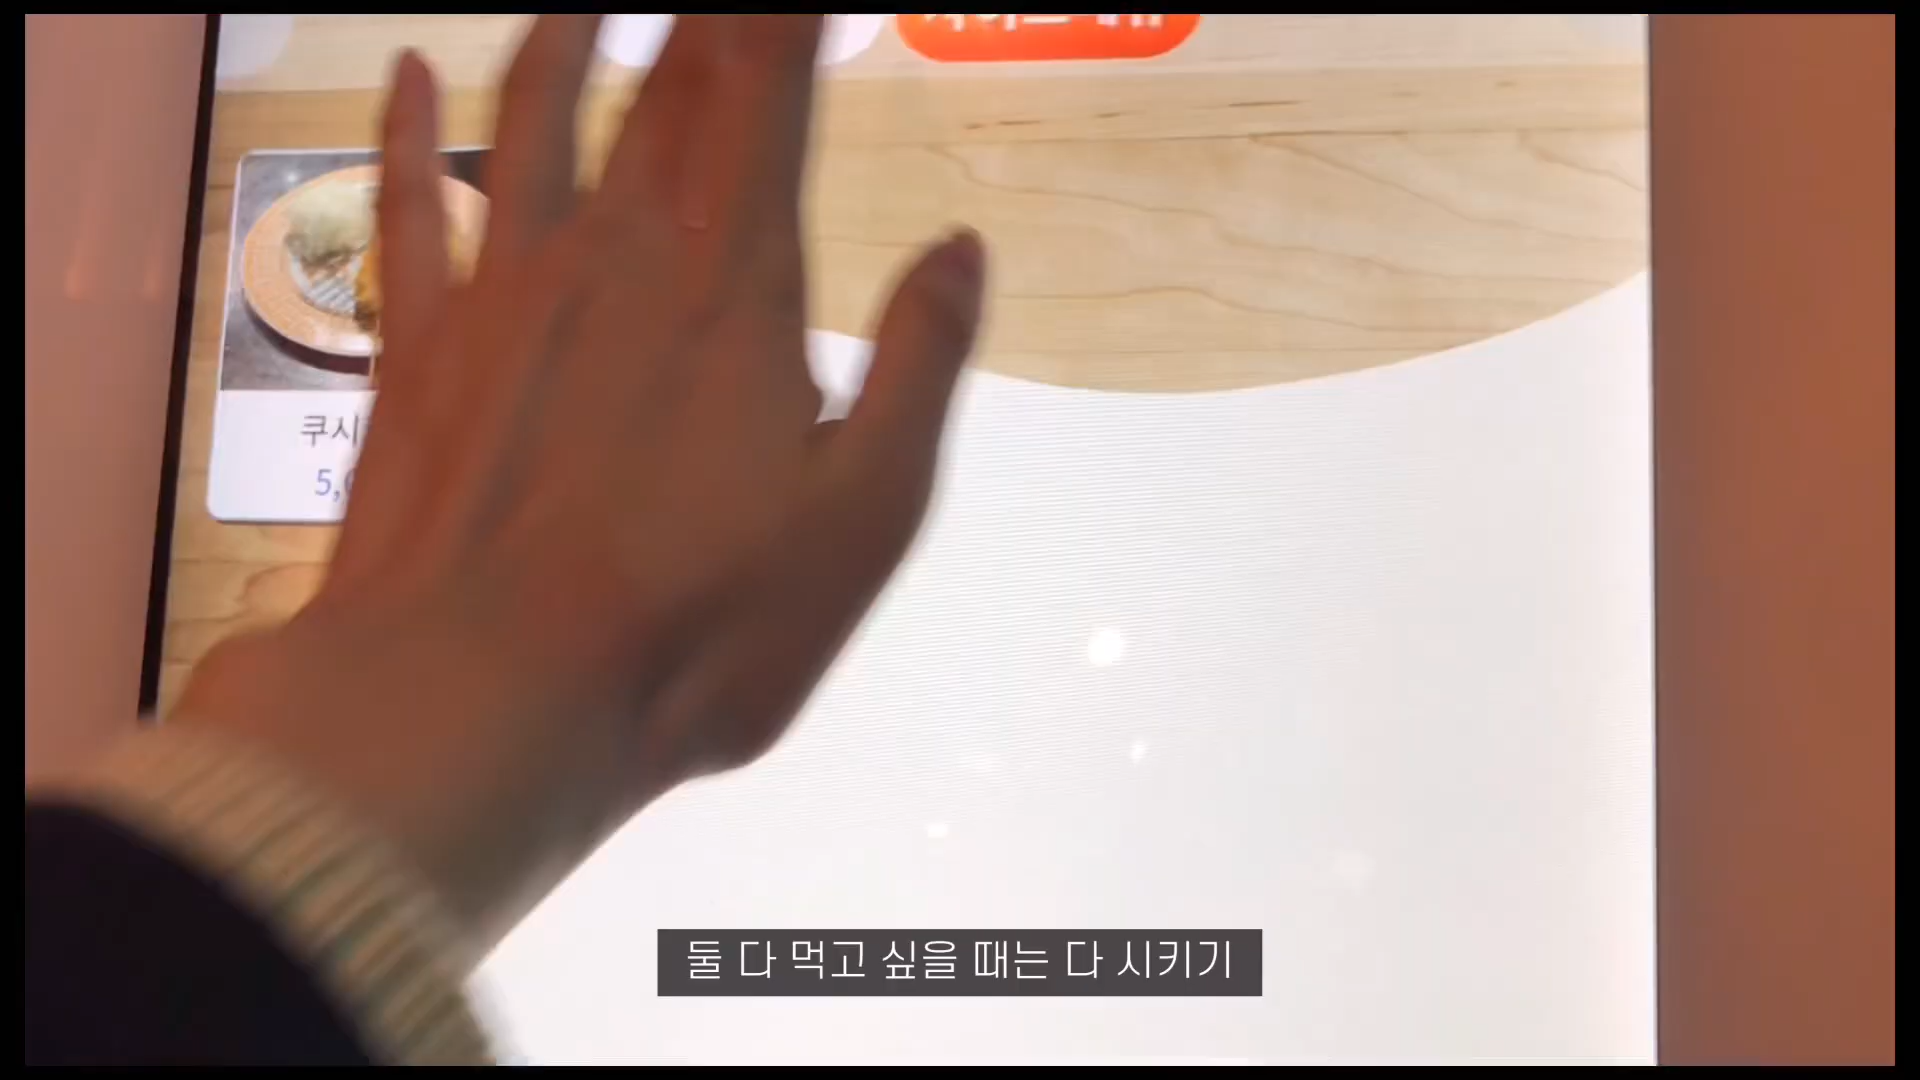 쿠시
5,
둘 다 먹고 싶을 때는 다 시키기